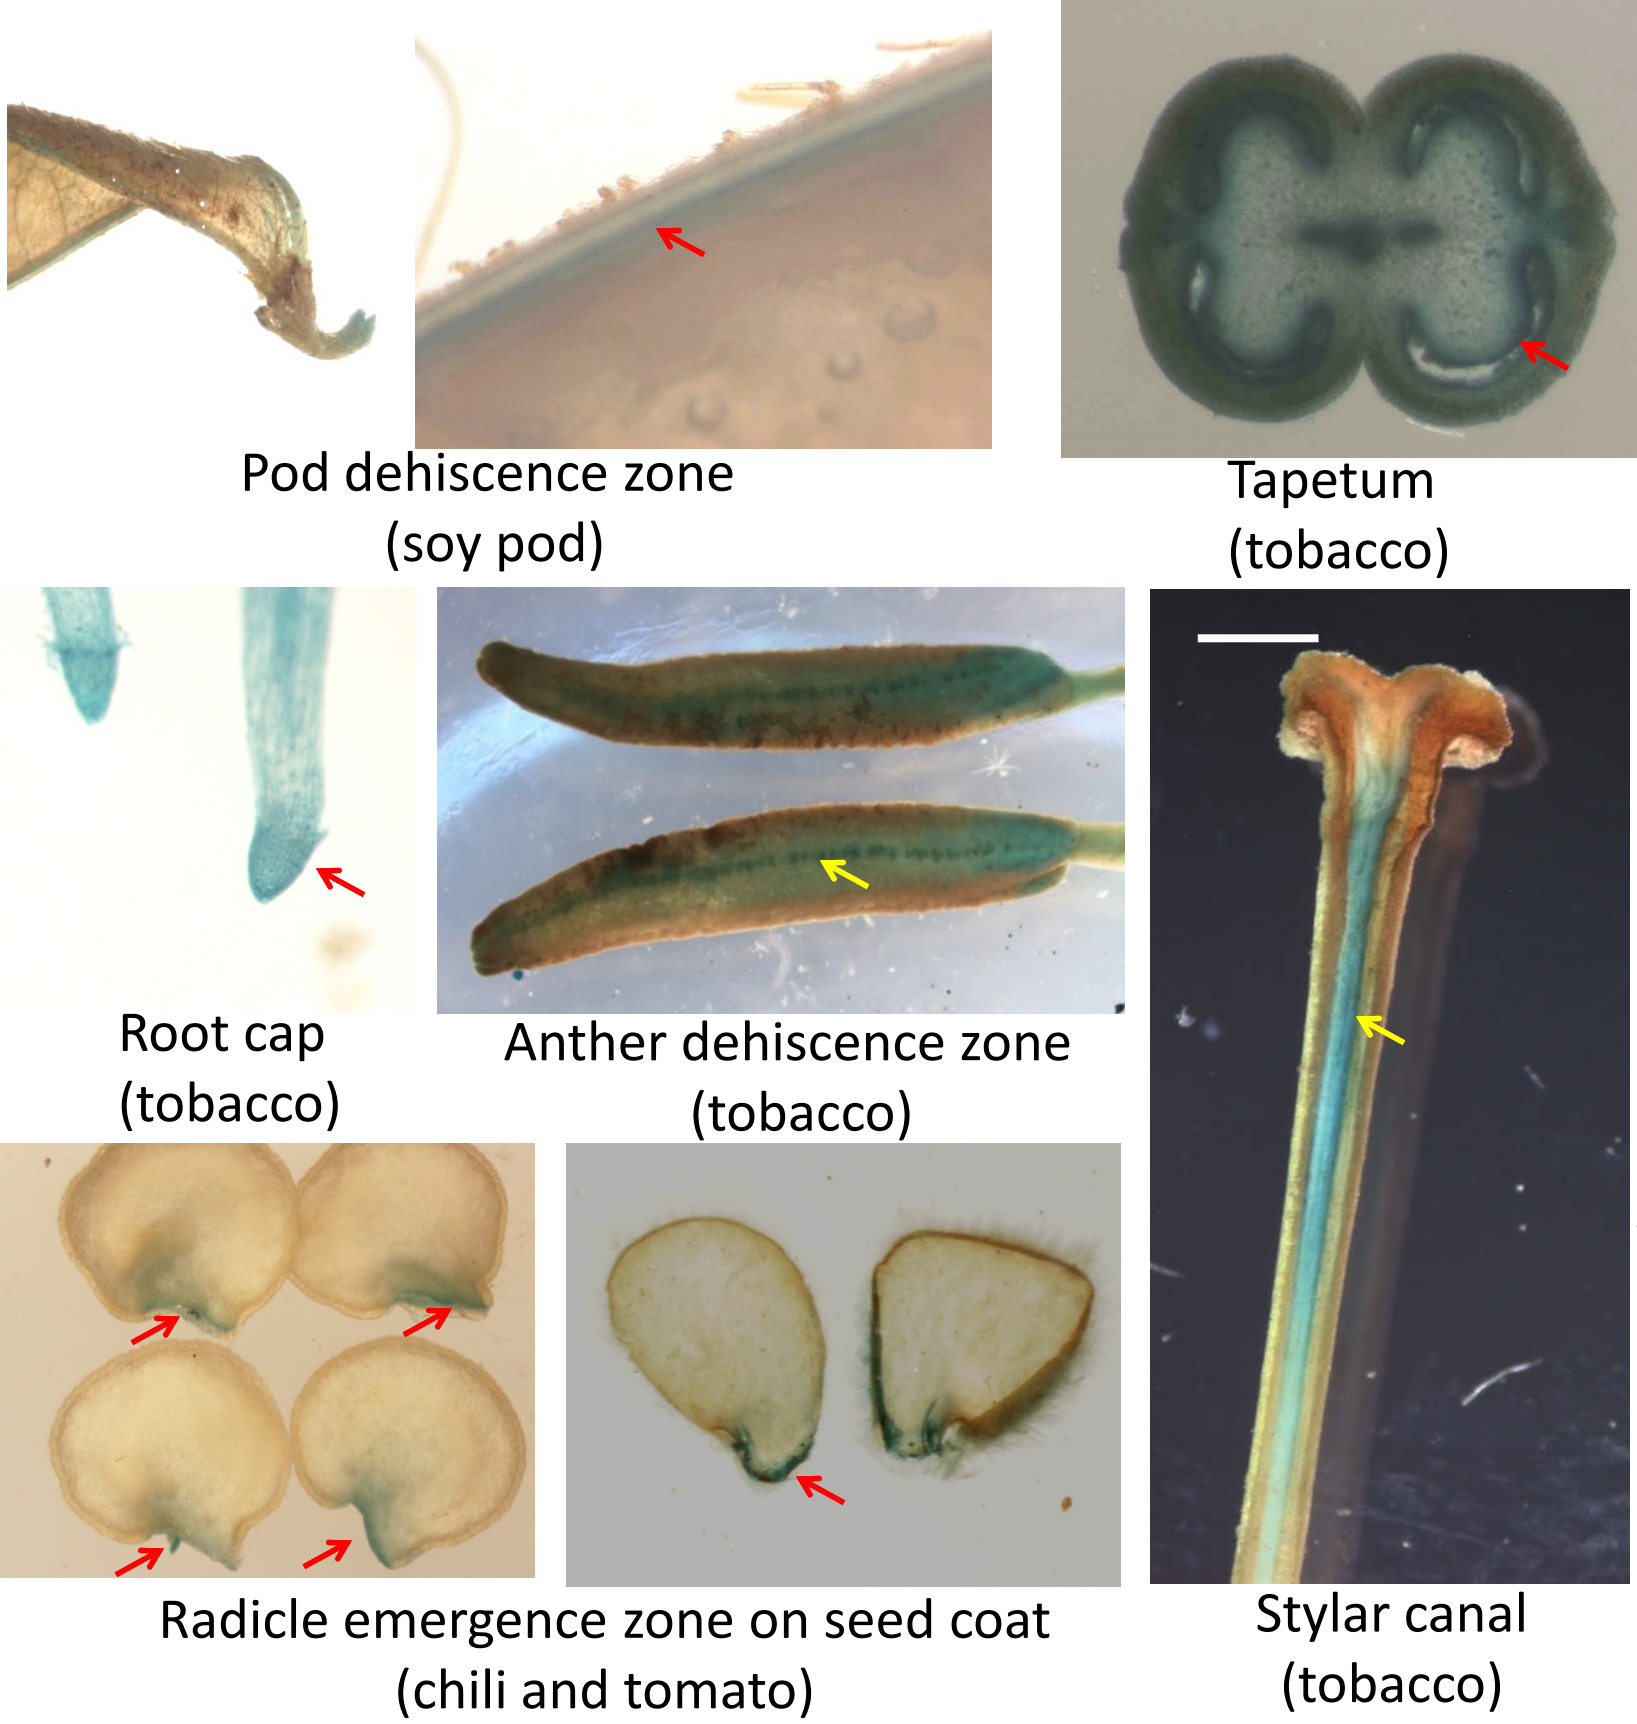 Pod dehiscence zone
(soy pod)
Tapetum
(tobacco)
Root cap
(tobacco)
Anther dehiscence zone
(tobacco)
Radicle emergence zone on seed coat
(chili and tomato)
Stylar canal
(tobacco)